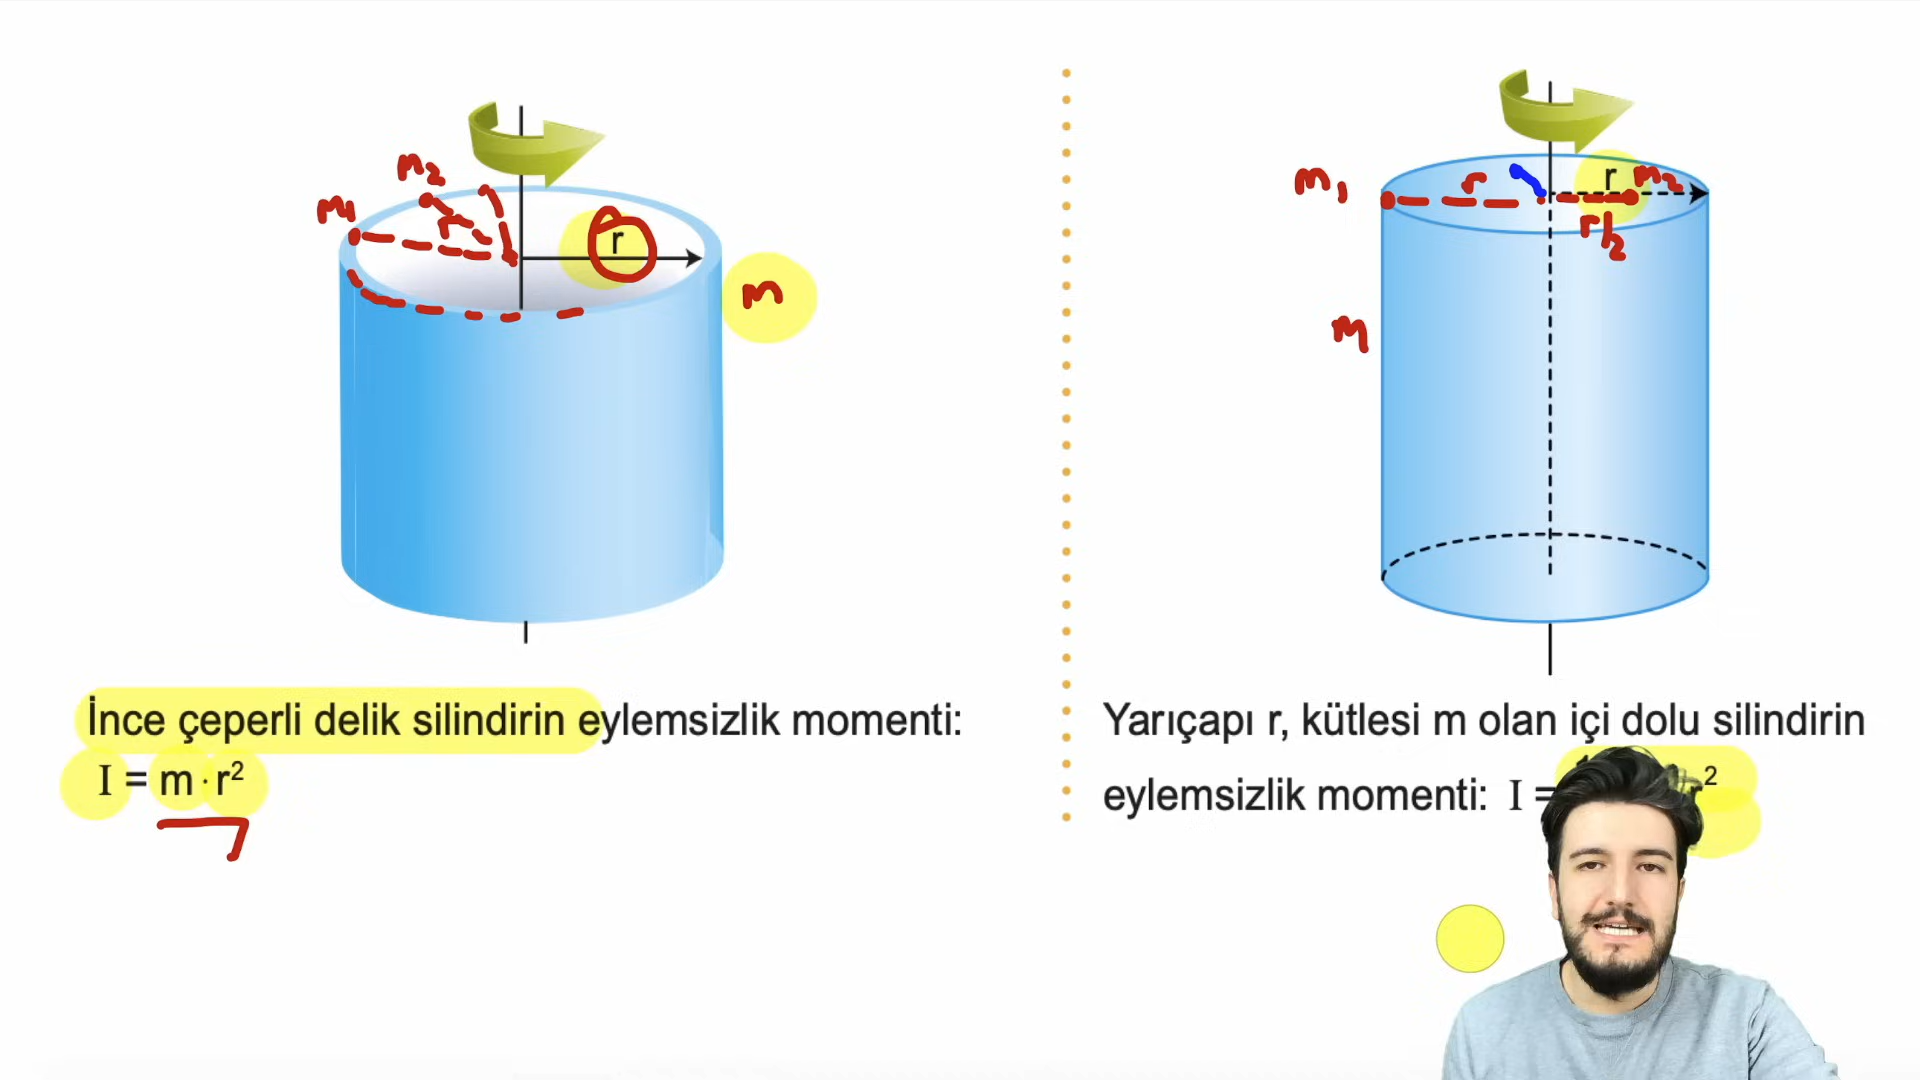 m₂
m₁
r
r
m
İnce çeperli delik silindirin eylemsizlik momenti:
I = m · r²
m₁
r
r
m₂
r/2
m
Yarıçapı r, kütlesi m olan içi dolu silindirin
eylemsizlik momenti: I = r²